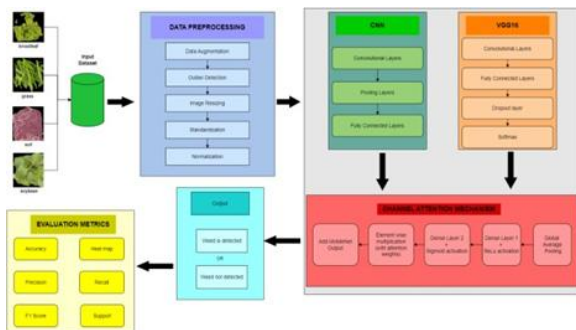 broadleaf
grass
soil
soybean
Input
Dataset
DATA PREPROCESSING
Data Augmentation
Outlier Detection
Image Resizing
Standardization
Normalization
CNN
Convolutional Layers
Pooling Layers
Fully Connected Layers
VGG16
Convolutional Layers
Fully Connected Layers
Dropout layer
Softmax
CHANNEL ATTENTION MECHANISM
Global
Average
Pooling
Dense Layer 1
+ ReLu activation
Dense Layer 2 +
Sigmoid activation
Element-wise
multiplication
(with attention
weights)
Add-MobileNet
Output
Output
Weed is detected
OR
Weed not detected
EVALUATION METRICS
Accuracy
Heat-map
Precision
Recall
F1 Score
Support